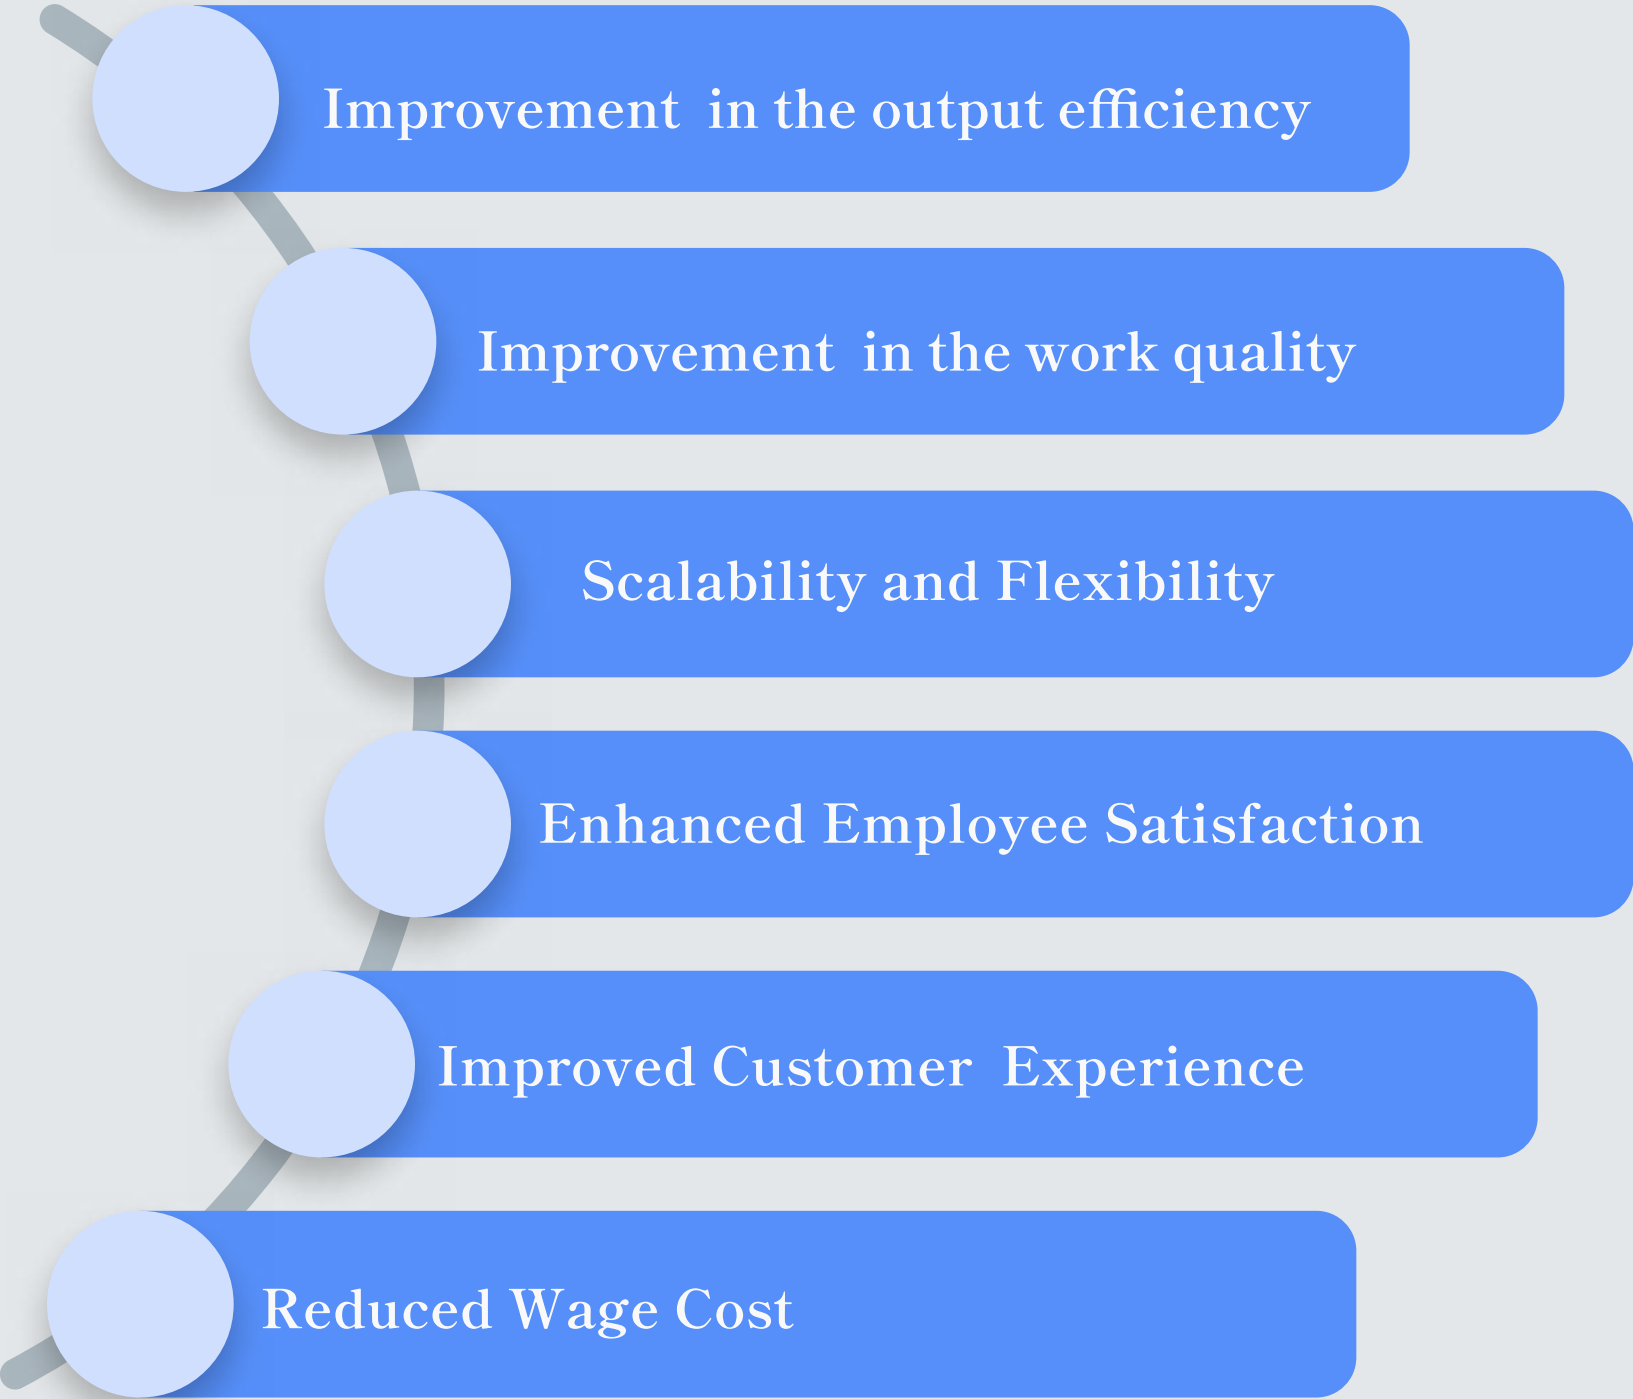 Improvement  in the output efficiency
Improvement  in the work quality
Scalability and Flexibility
Enhanced Employee Satisfaction
Improved Customer  Experience
Reduced Wage Cost